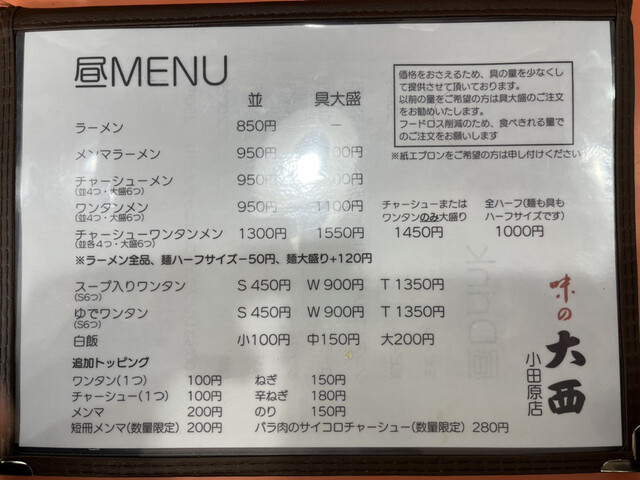 昼MENU
価格をおさえるため、具の量を少なくし
て提供させて頂いております。
以前の量をご希望の方は具大盛のご注文
をお勧めいたします。
フードロス削減のため、食べきれる量で
のご注文をお願いします
※紙エプロンをご希望の方は申し付けください
並 具大盛
ラーメン 850円 ー
メンマラーメン 950円 00円
チャーシューメン 950
(並4つ・大盛6つ)
ワンタンメン 950円 1100円
(並4つ・大盛6つ)
チャーシューワンタンメン 1300円 1550円
(並各4つ・大盛6つ)
チャーシューまたは
ワンタンのみ大盛り
1450円
全ハーフ(麺も具も
ハーフサイズです)
1000円
※ラーメン全品、麺ハーフサイズ−50円、麺大盛り+120円
スープ入りワンタン S 450円 W 900円 T 1350円
(S6つ)
ゆでワンタン S 450円 W 900円 T 1350円
(S6つ)
白飯 小100円 中150円 大200円
追加トッピング
ワンタン(1つ) 100円 ねぎ 150円
チャーシュー(1つ) 100円 辛ねぎ 180円
メンマ 200円 のり 150円
短冊メンマ(数量限定) 200円 バラ肉のサイコロチャーシュー(数量限定) 280円
味の大西
小田原店